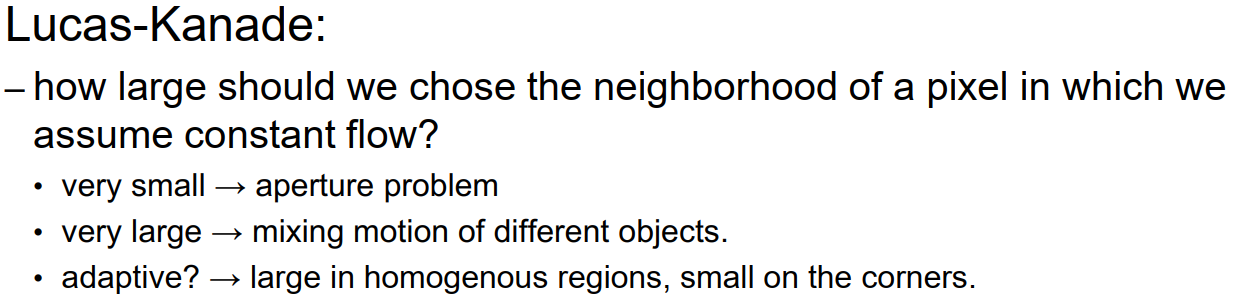 Lucas-Kanade:
– how large should we chose the neighborhood of a pixel in which we
assume constant flow?
• very small → aperture problem
• very large → mixing motion of different objects.
• adaptive? → large in homogenous regions, small on the corners.